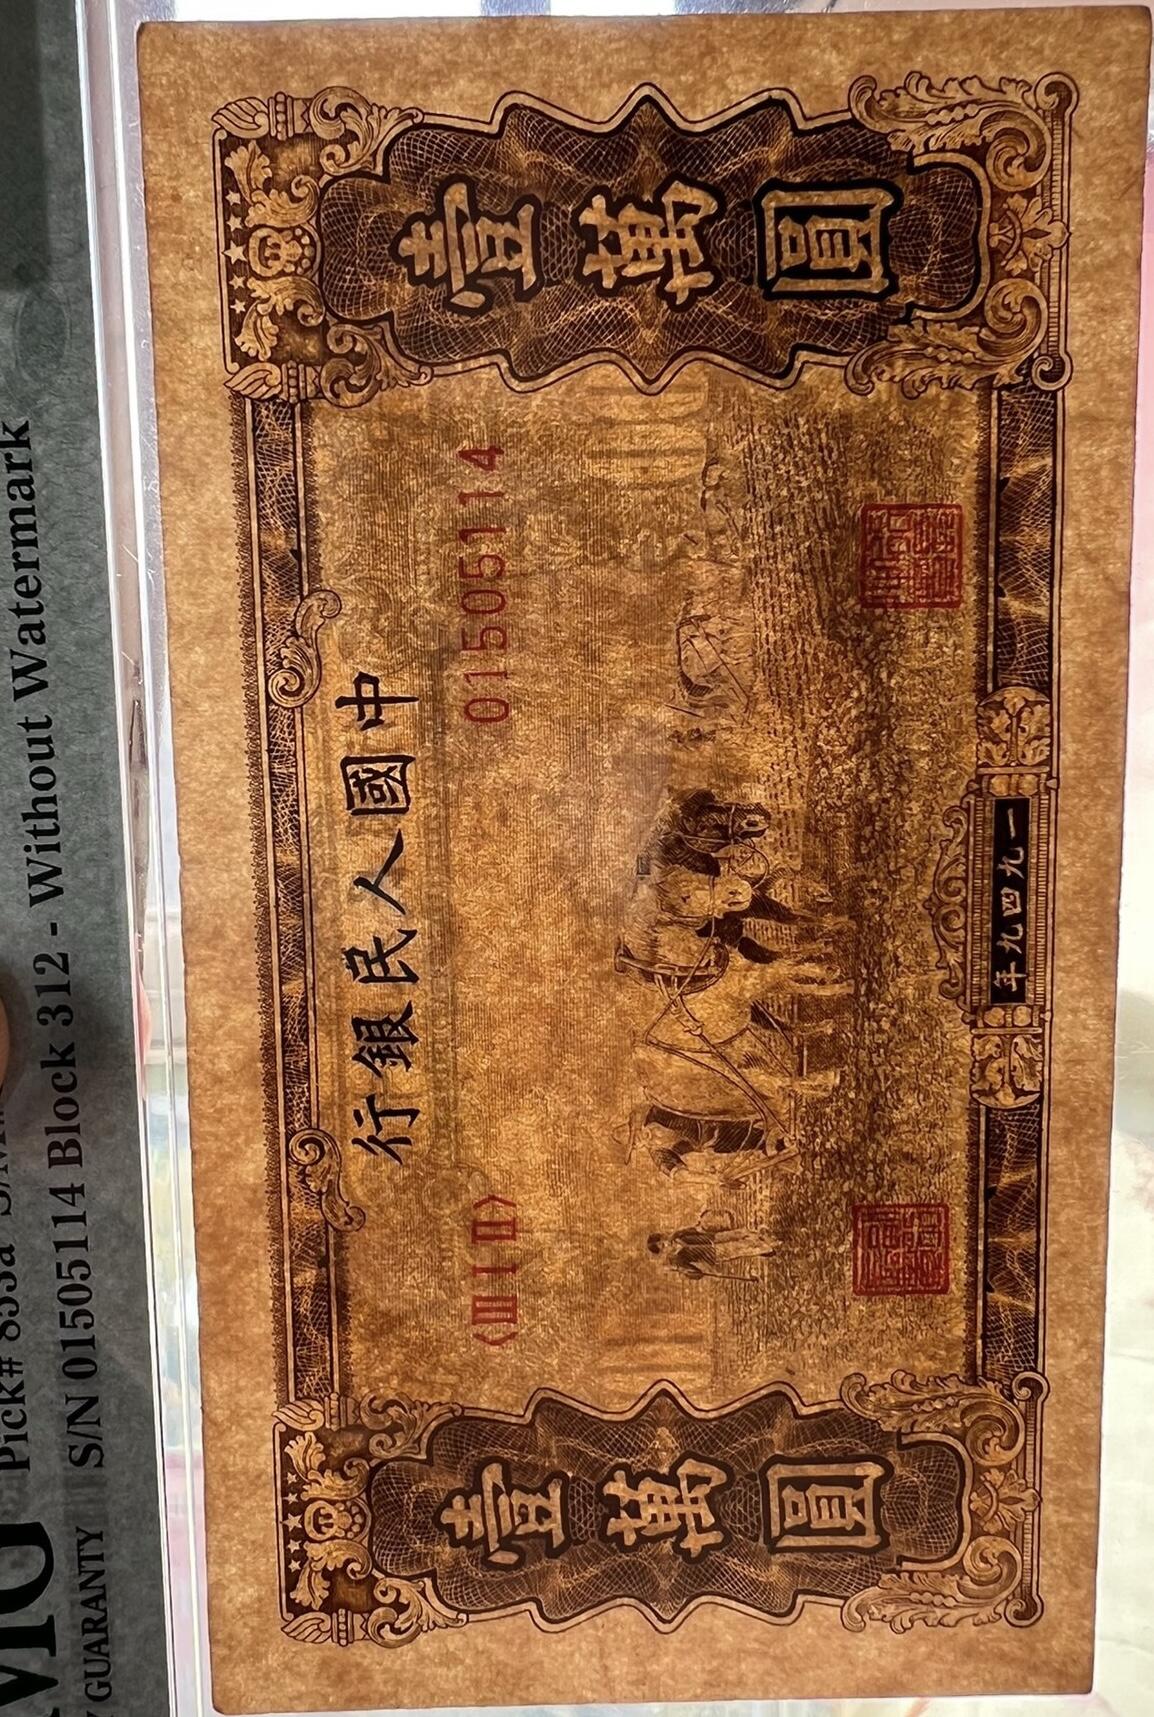 Pick# 853a
S/N 01505114 Block 312 - Without Watermark
GUARANTY
中國人民銀行
〈ⅢⅠⅡ〉
01505114
壹萬圓
壹萬圓
一九四九年